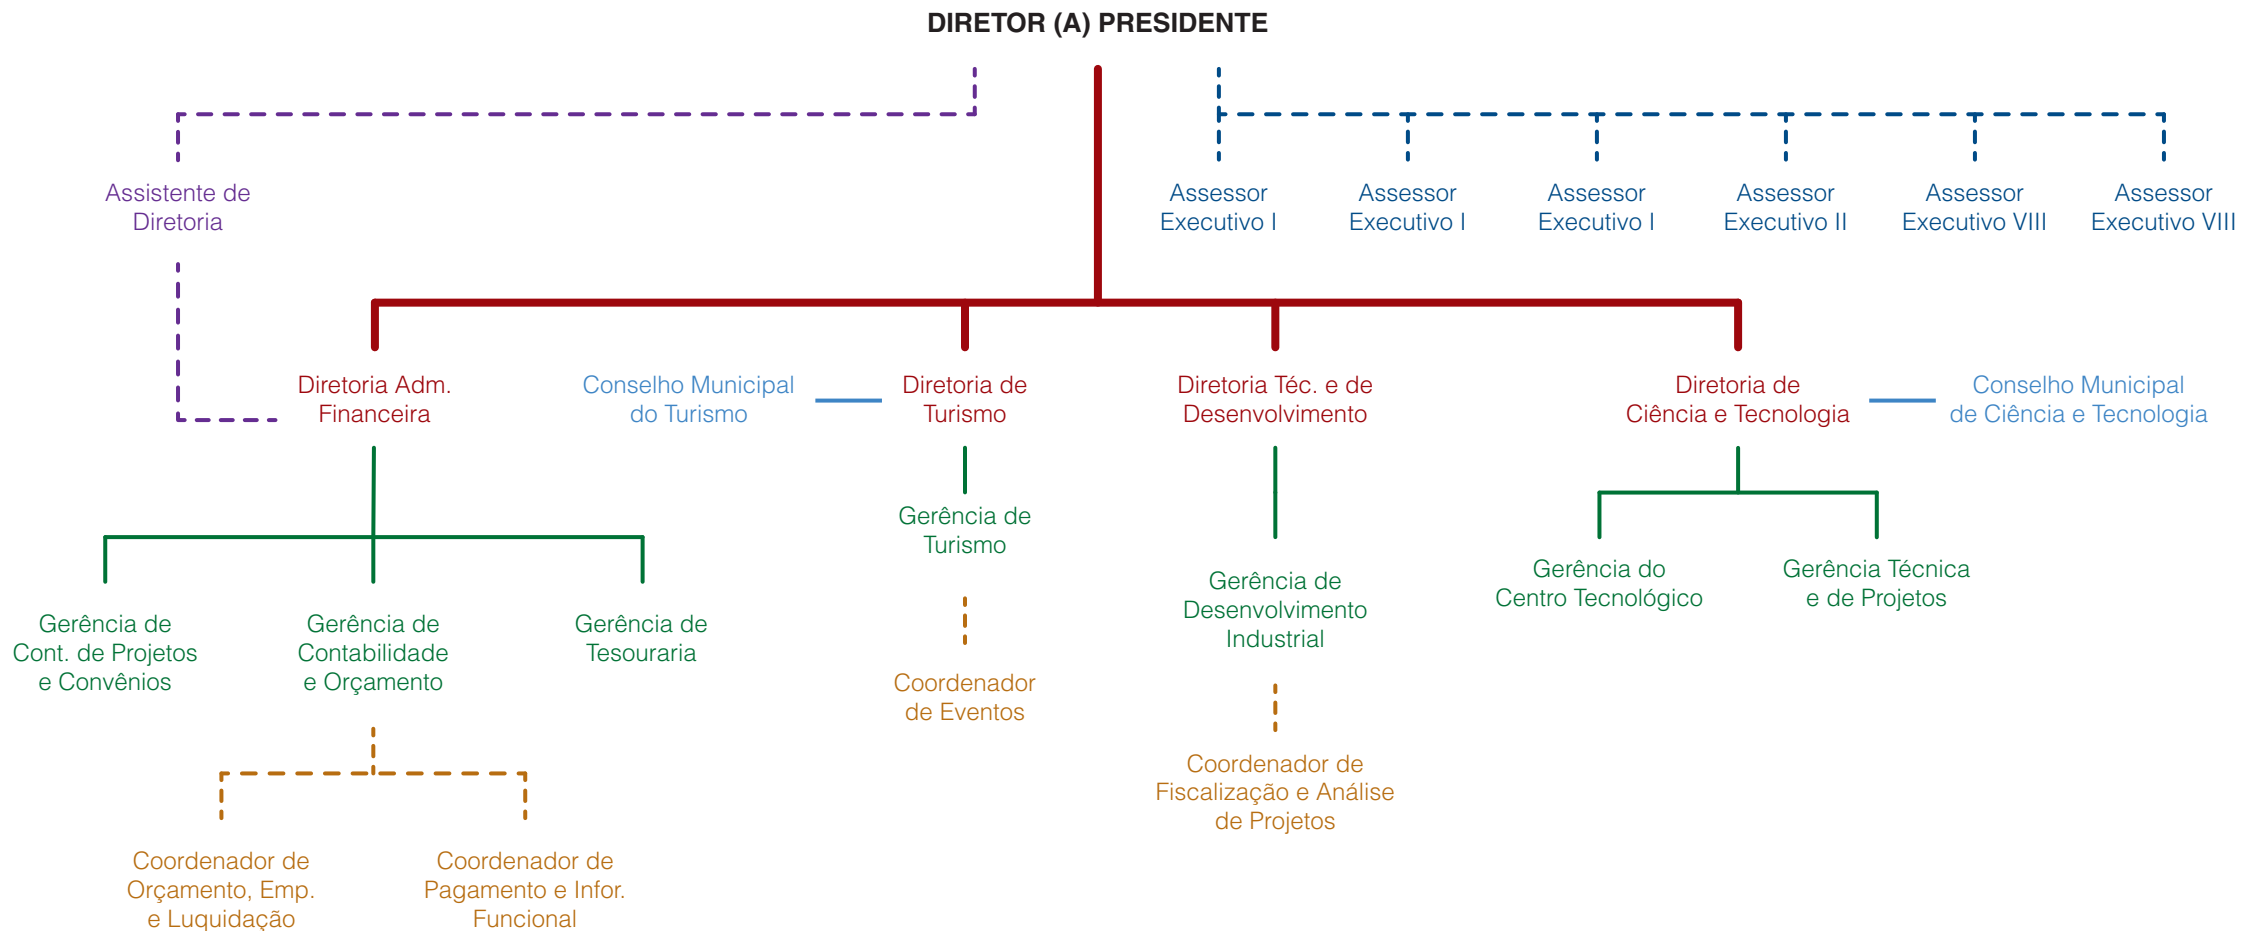 DIRETOR (A) PRESIDENTE
Assistente de
Diretoria
Assessor
Executivo I
Assessor
Executivo I
Assessor
Executivo I
Assessor
Executivo II
Assessor
Executivo VIII
Assessor
Executivo VIII
Diretoria Adm.
Financeira
Conselho Municipal
do Turismo
Diretoria de
Turismo
Diretoria Téc. e de
Desenvolvimento
Diretoria de
Ciência e Tecnologia
Conselho Municipal
de Ciência e Tecnologia
Gerência de
Cont. de Projetos
e Convênios
Gerência de
Contabilidade
e Orçamento
Gerência de
Tesouraria
Gerência de
Turismo
Gerência de
Desenvolvimento
Industrial
Gerência do
Centro Tecnológico
Gerência Técnica
e de Projetos
Coordenador
de Eventos
Coordenador de
Fiscalização e Análise
de Projetos
Coordenador de
Orçamento, Emp.
e Luquidação
Coordenador de
Pagamento e Infor.
Funcional